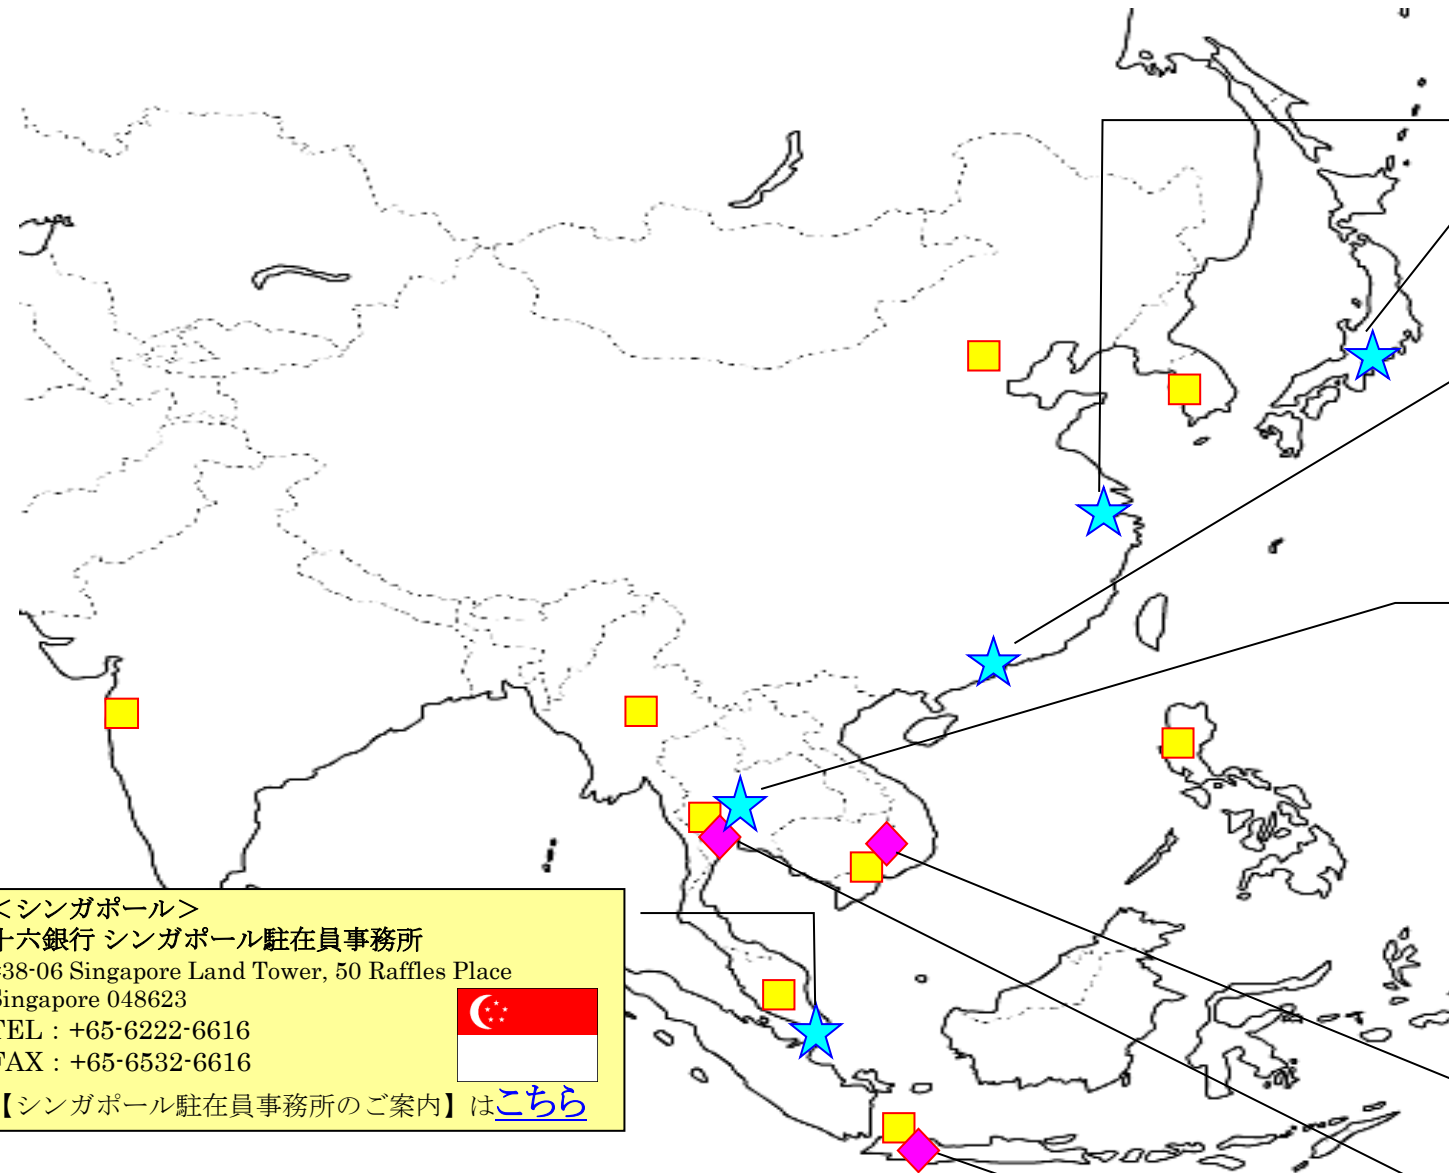 ＜シンガポール＞
十六銀行 シンガポール駐在員事務所
#38-06 Singapore Land Tower, 50 Raffles Place
Singapore 048623
TEL：+65-6222-6616
FAX：+65-6532-6616
【シンガポール駐在員事務所のご案内】はこちら